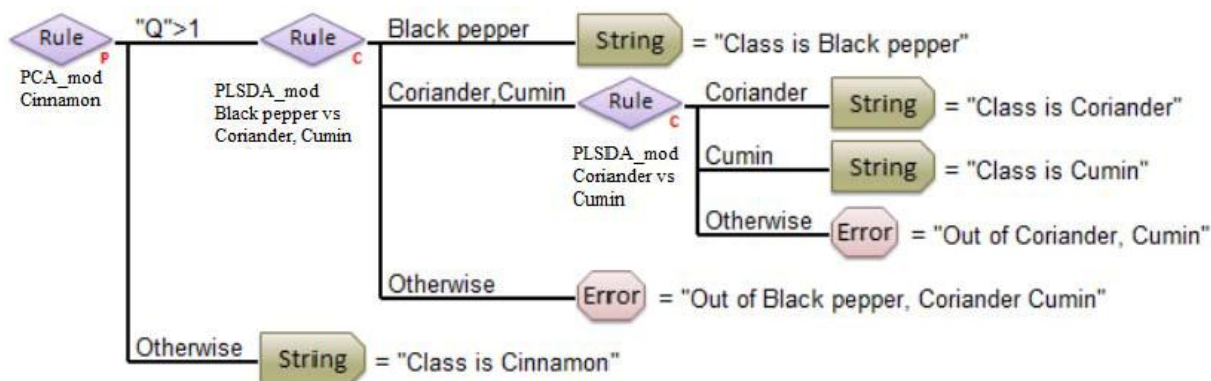 "Q">1
Rule
P
PCA_mod
Cinnamon
Rule
C
PLSDA_mod
Black pepper vs
Coriander, Cumin
Black pepper
String
= "Class is Black pepper"
Coriander,Cumin
Rule
C
PLSDA_mod
Coriander vs
Cumin
Coriander
String
= "Class is Coriander"
Cumin
String
= "Class is Cumin"
Otherwise
Error
= "Out of Coriander, Cumin"
Otherwise
Error
= "Out of Black pepper, Coriander Cumin"
Otherwise
String
= "Class is Cinnamon"